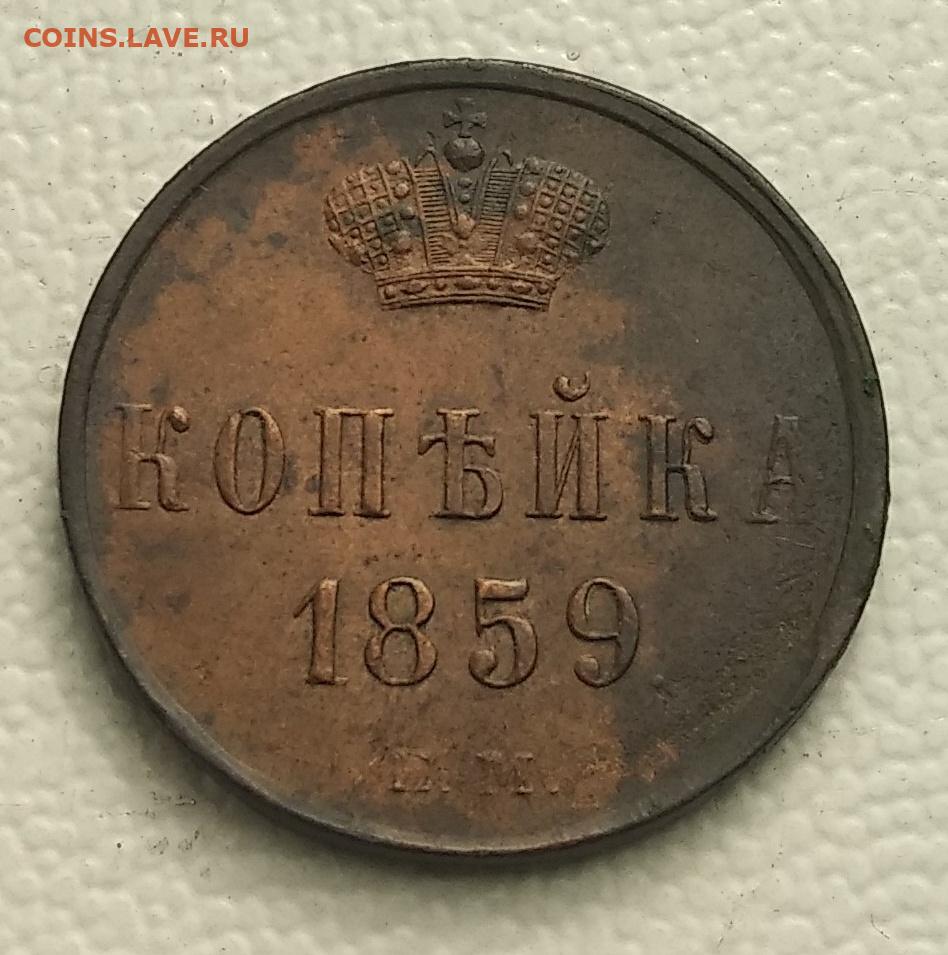 COINS.LAVE.RU
КОПѢЙКА
1859
Е.М.